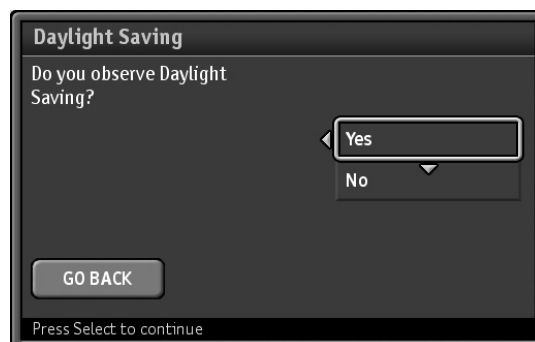 Daylight Saving
Do you observe Daylight
Saving?
Yes
No
GO BACK
Press Select to continue